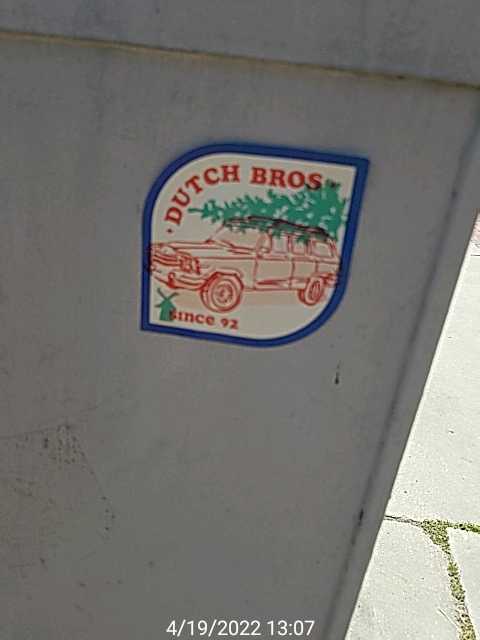 · DUTCH BROS
since 92
4/19/2022 13:07